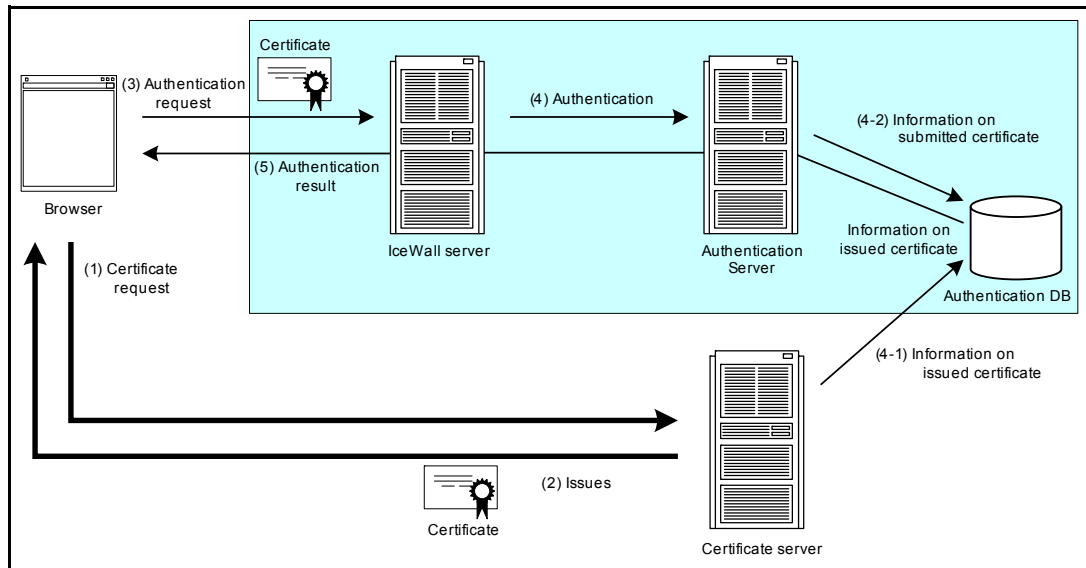 Certificate
(3) Authentication
request
(4) Authentication
(4-2) Information on
submitted certificate
(5) Authentication
result
Browser
IceWall server
Authentication
Server
Information on
issued certificate
Authentication DB
(1) Certificate
request
(4-1) Information on
issued certificate
(2) Issues
Certificate
Certificate server